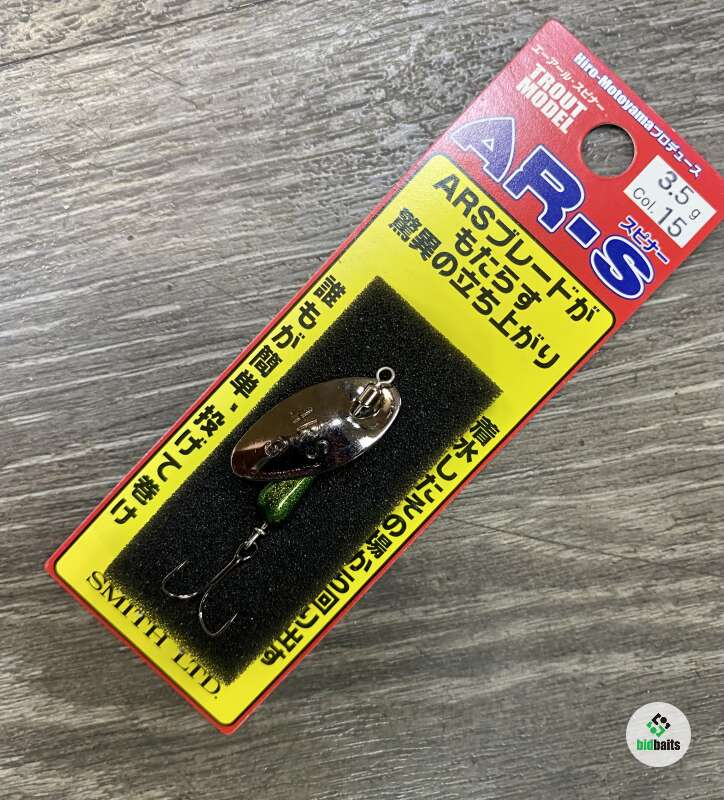 Hiro-Motoyamaプロデュース
エーアール・スピナー
TROUT
MODEL
AR-S
スピナー
3.5g
Col. 15
ARSブレードが
もたらす
驚異の立ち上がり
誰もが簡単・投げて巻け
着水したその場から回り出す
SMITH LTD.
bidbaits